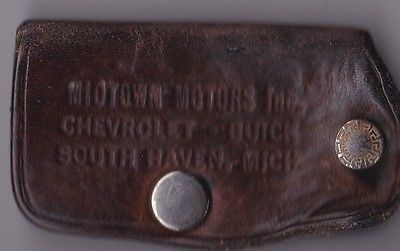 MIDTOWN MOTORS Inc.
CHEVROLET - BUICK
SOUTH HAVEN, MICH.